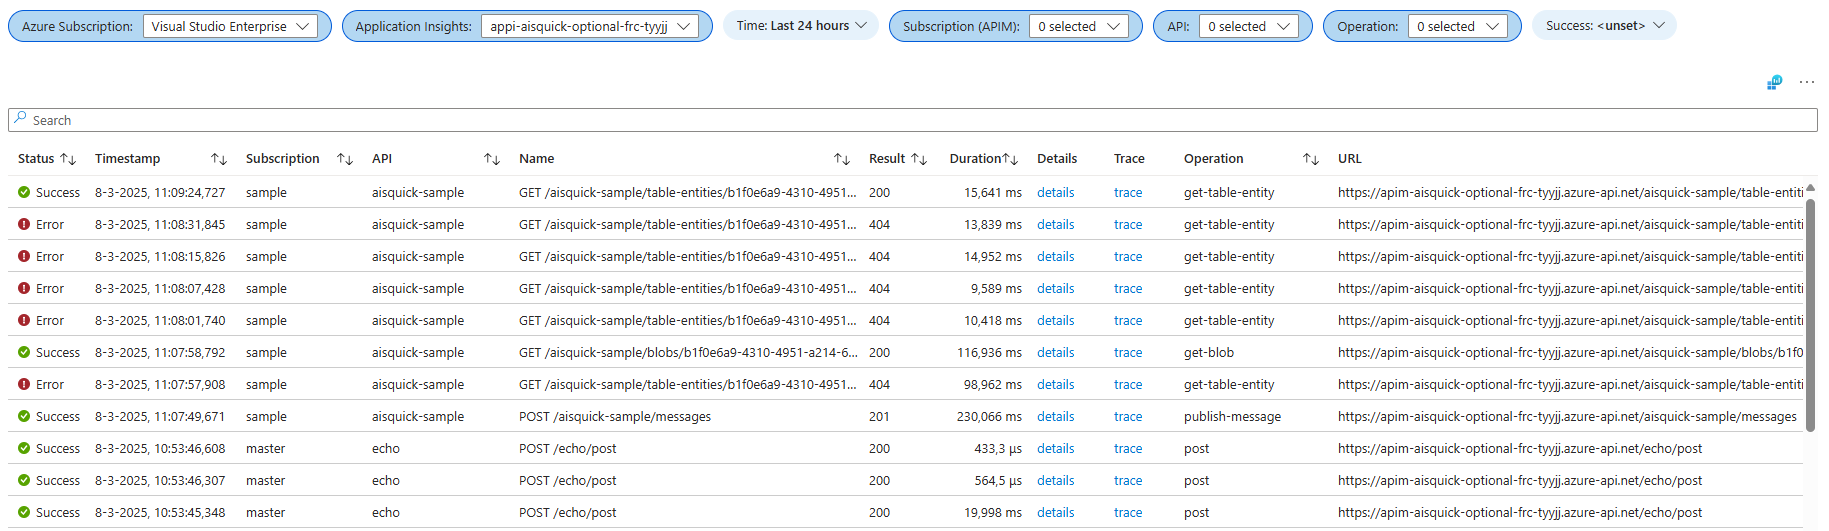 Azure Subscription: Visual Studio Enterprise Application Insights: appi-aisquick-optional-frc-tyyjj Time: Last 24 hours Subscription (APIM): 0 selected API: 0 selected Operation: 0 selected Success: <unset>
...
Search
Status Timestamp Subscription API Name Result Duration Details Trace Operation URL
Success 8-3-2025, 11:09:24,727 sample aisquick-sample GET /aisquick-sample/table-entities/b1f0e6a9-4310-4951... 200 15,641 ms details trace get-table-entity https://apim-aisquick-optional-frc-tyyjj.azure-api.net/aisquick-sample/table-entiti
Error 8-3-2025, 11:08:31,845 sample aisquick-sample GET /aisquick-sample/table-entities/b1f0e6a9-4310-4951... 404 13,839 ms details trace get-table-entity https://apim-aisquick-optional-frc-tyyjj.azure-api.net/aisquick-sample/table-entiti
Error 8-3-2025, 11:08:15,826 sample aisquick-sample GET /aisquick-sample/table-entities/b1f0e6a9-4310-4951... 404 14,952 ms details trace get-table-entity https://apim-aisquick-optional-frc-tyyjj.azure-api.net/aisquick-sample/table-entiti
Error 8-3-2025, 11:08:07,428 sample aisquick-sample GET /aisquick-sample/table-entities/b1f0e6a9-4310-4951... 404 9,589 ms details trace get-table-entity https://apim-aisquick-optional-frc-tyyjj.azure-api.net/aisquick-sample/table-entiti
Error 8-3-2025, 11:08:01,740 sample aisquick-sample GET /aisquick-sample/table-entities/b1f0e6a9-4310-4951... 404 10,418 ms details trace get-table-entity https://apim-aisquick-optional-frc-tyyjj.azure-api.net/aisquick-sample/table-entiti
Success 8-3-2025, 11:07:58,792 sample aisquick-sample GET /aisquick-sample/blobs/b1f0e6a9-4310-4951-a214-6... 200 116,936 ms details trace get-blob https://apim-aisquick-optional-frc-tyyjj.azure-api.net/aisquick-sample/blobs/b1f0
Error 8-3-2025, 11:07:57,908 sample aisquick-sample GET /aisquick-sample/table-entities/b1f0e6a9-4310-4951... 404 98,962 ms details trace get-table-entity https://apim-aisquick-optional-frc-tyyjj.azure-api.net/aisquick-sample/table-entiti
Success 8-3-2025, 11:07:49,671 sample aisquick-sample POST /aisquick-sample/messages 201 230,066 ms details trace publish-message https://apim-aisquick-optional-frc-tyyjj.azure-api.net/aisquick-sample/messages
Success 8-3-2025, 10:53:46,608 master echo POST /echo/post 200 433,3 µs details trace post https://apim-aisquick-optional-frc-tyyjj.azure-api.net/echo/post
Success 8-3-2025, 10:53:46,307 master echo POST /echo/post 200 564,5 µs details trace post https://apim-aisquick-optional-frc-tyyjj.azure-api.net/echo/post
Success 8-3-2025, 10:53:45,348 master echo POST /echo/post 200 19,998 ms details trace post https://apim-aisquick-optional-frc-tyyjj.azure-api.net/echo/post